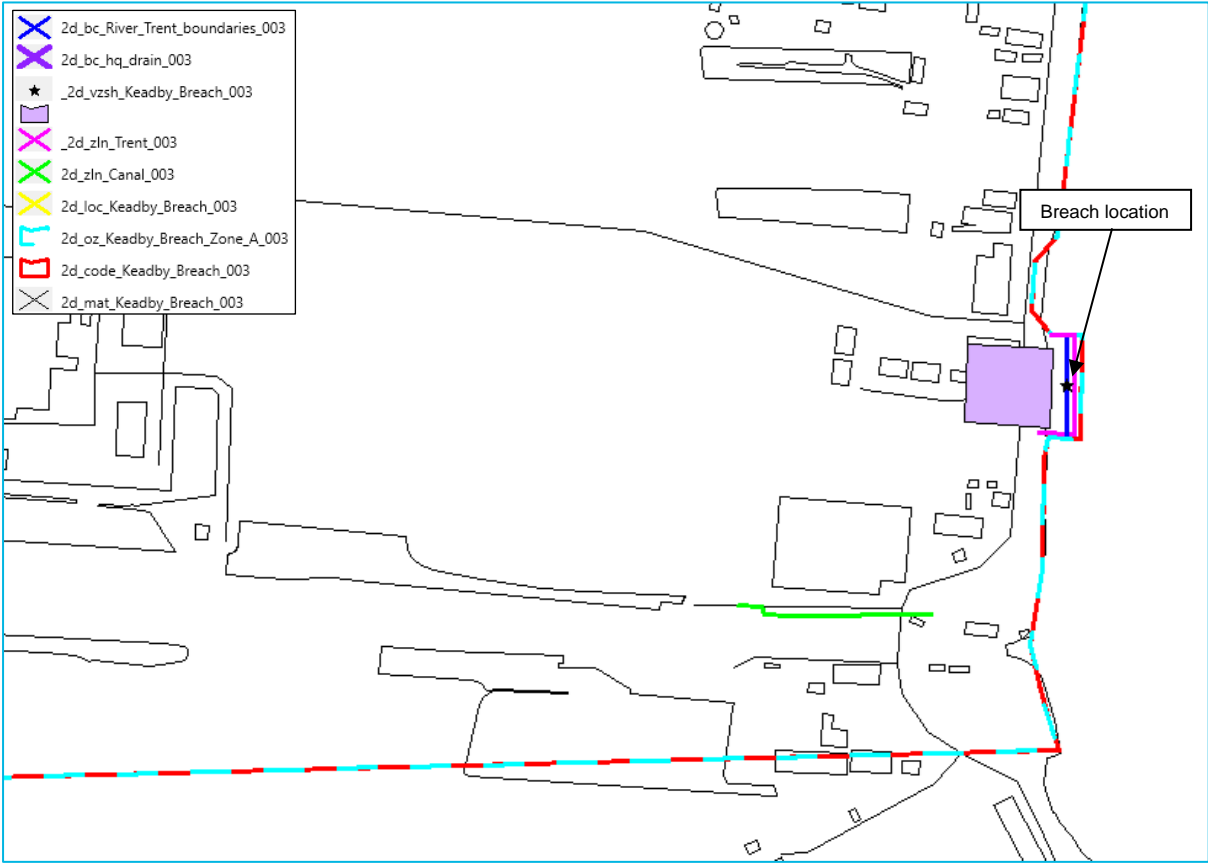 2d_bc_River_Trent_boundaries_003
2d_bc_hq_drain_003
_2d_vzsh_Keadby_Breach_003
_2d_zln_Trent_003
2d_zln_Canal_003
2d_loc_Keadby_Breach_003
2d_oz_Keadby_Breach_Zone_A_003
2d_code_Keadby_Breach_003
2d_mat_Keadby_Breach_003
Breach location